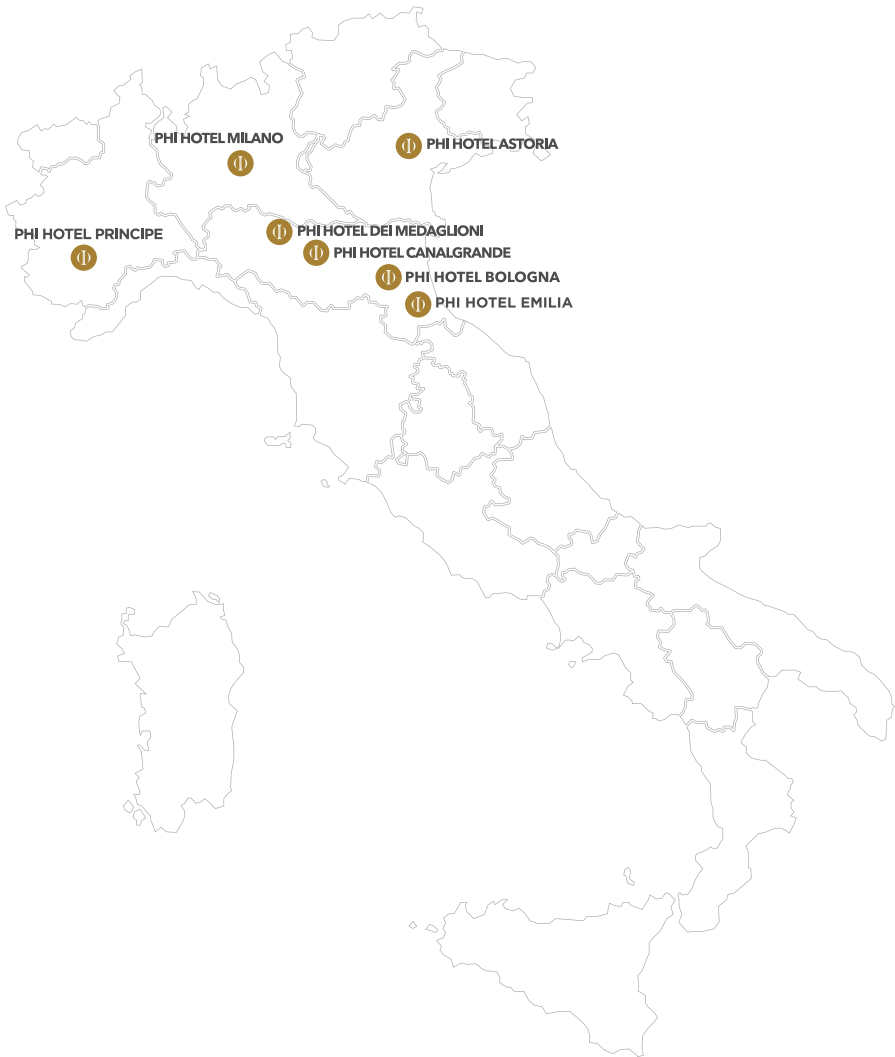 PHI HOTEL MILANO
PHI HOTEL ASTORIA
PHI HOTEL PRINCIPE
PHI HOTEL DEI MEDAGLIONI
PHI HOTEL CANALGRANDE
PHI HOTEL BOLOGNA
PHI HOTEL EMILIA